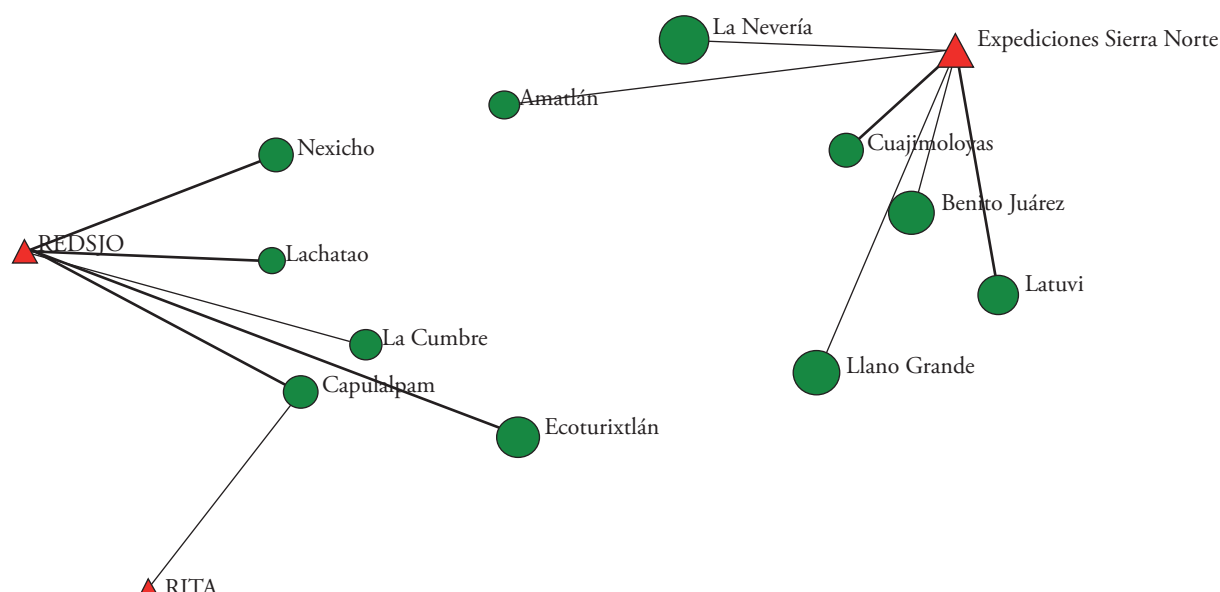 La Nevería
Expediciones Sierra Norte
Amatlán
Nexicho
Cuajimoloyas
Benito Juárez
REDSJO
Lachatao
Latuvi
La Cumbre
Llano Grande
Capulalpam
Ecoturixtlán
RITA